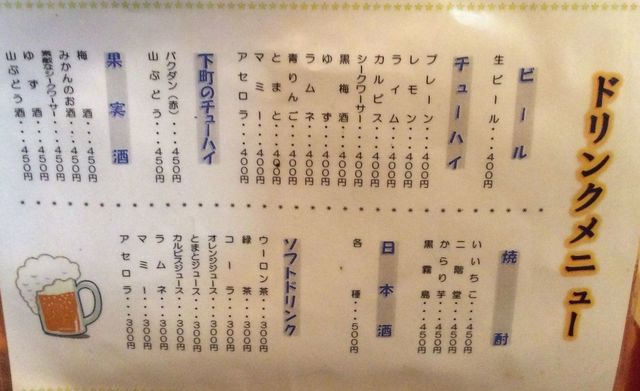 ドリンクメニュー
ビール
生ビール・・・400円
チューハイ
プレーン・・・400円
レモン・・・400円
ライム・・・400円
カルピス・・・400円
シークワーサー・・・400円
黒梅酒・・・400円
ゆず・・・400円
ラムネ・・・400円
青りんご・・・400円
とまと・・・400円
マミー・・・400円
アセロラ・・・400円
下町のチューハイ
バクダン(赤)・・・450円
山ぶどう・・・450円
果実酒
梅酒・・・450円
みかんのお酒・・・450円
素敵なシークワーサー・・・450円
ゆず酒・・・450円
山ぶどう酒・・・450円
焼酎
いいちこ・・・450円
二階堂・・・450円
からり芋・・・450円
黒霧島・・・450円
日本酒
各種・・・500円
ソフトドリンク
ウーロン茶・・・300円
緑茶・・・300円
コーラ・・・300円
オレンジジュース・・・300円
とまとジュース・・・300円
カルピスジュース・・・300円
ラムネ・・・300円
マミー・・・300円
アセロラ・・・300円